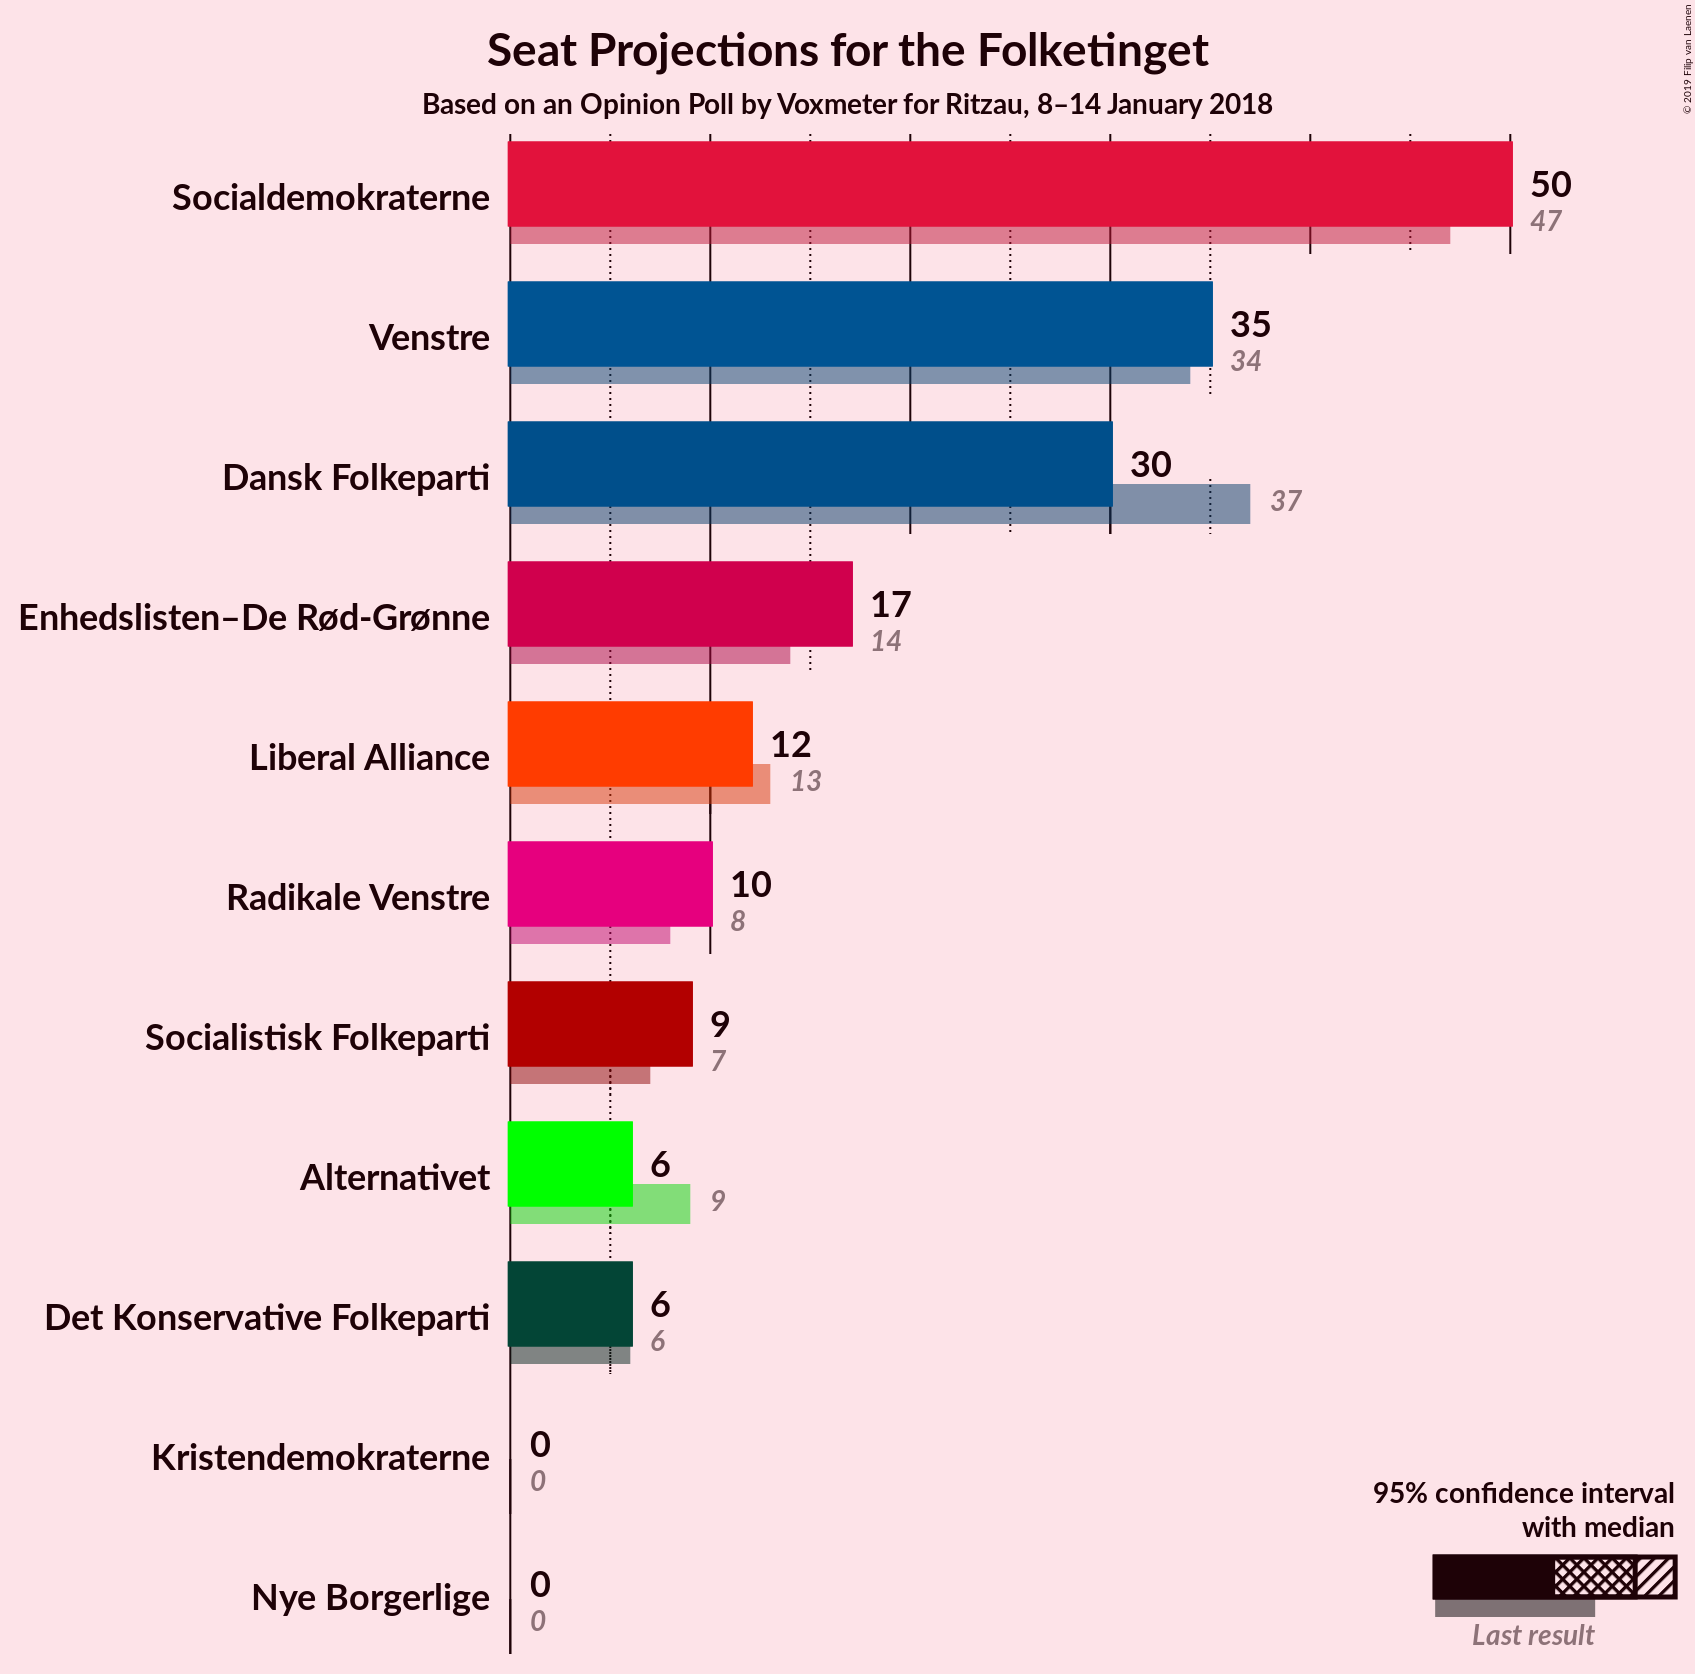 Seat Projections for the Folketinget
Based on an Opinion Poll by Voxmeter for Ritzau, 8–14 January 2018
© 2019 Filip van Laenen
Socialdemokraterne
50
47
Venstre
35
34
Dansk Folkeparti
30
37
Enhedslisten–De Rød-Grønne
17
14
Liberal Alliance
12
13
Radikale Venstre
10
8
Socialistisk Folkeparti
9
7
Alternativet
6
9
Det Konservative Folkeparti
6
6
Kristendemokraterne
0
0
Nye Borgerlige
0
0
95% confidence interval
with median
Last result